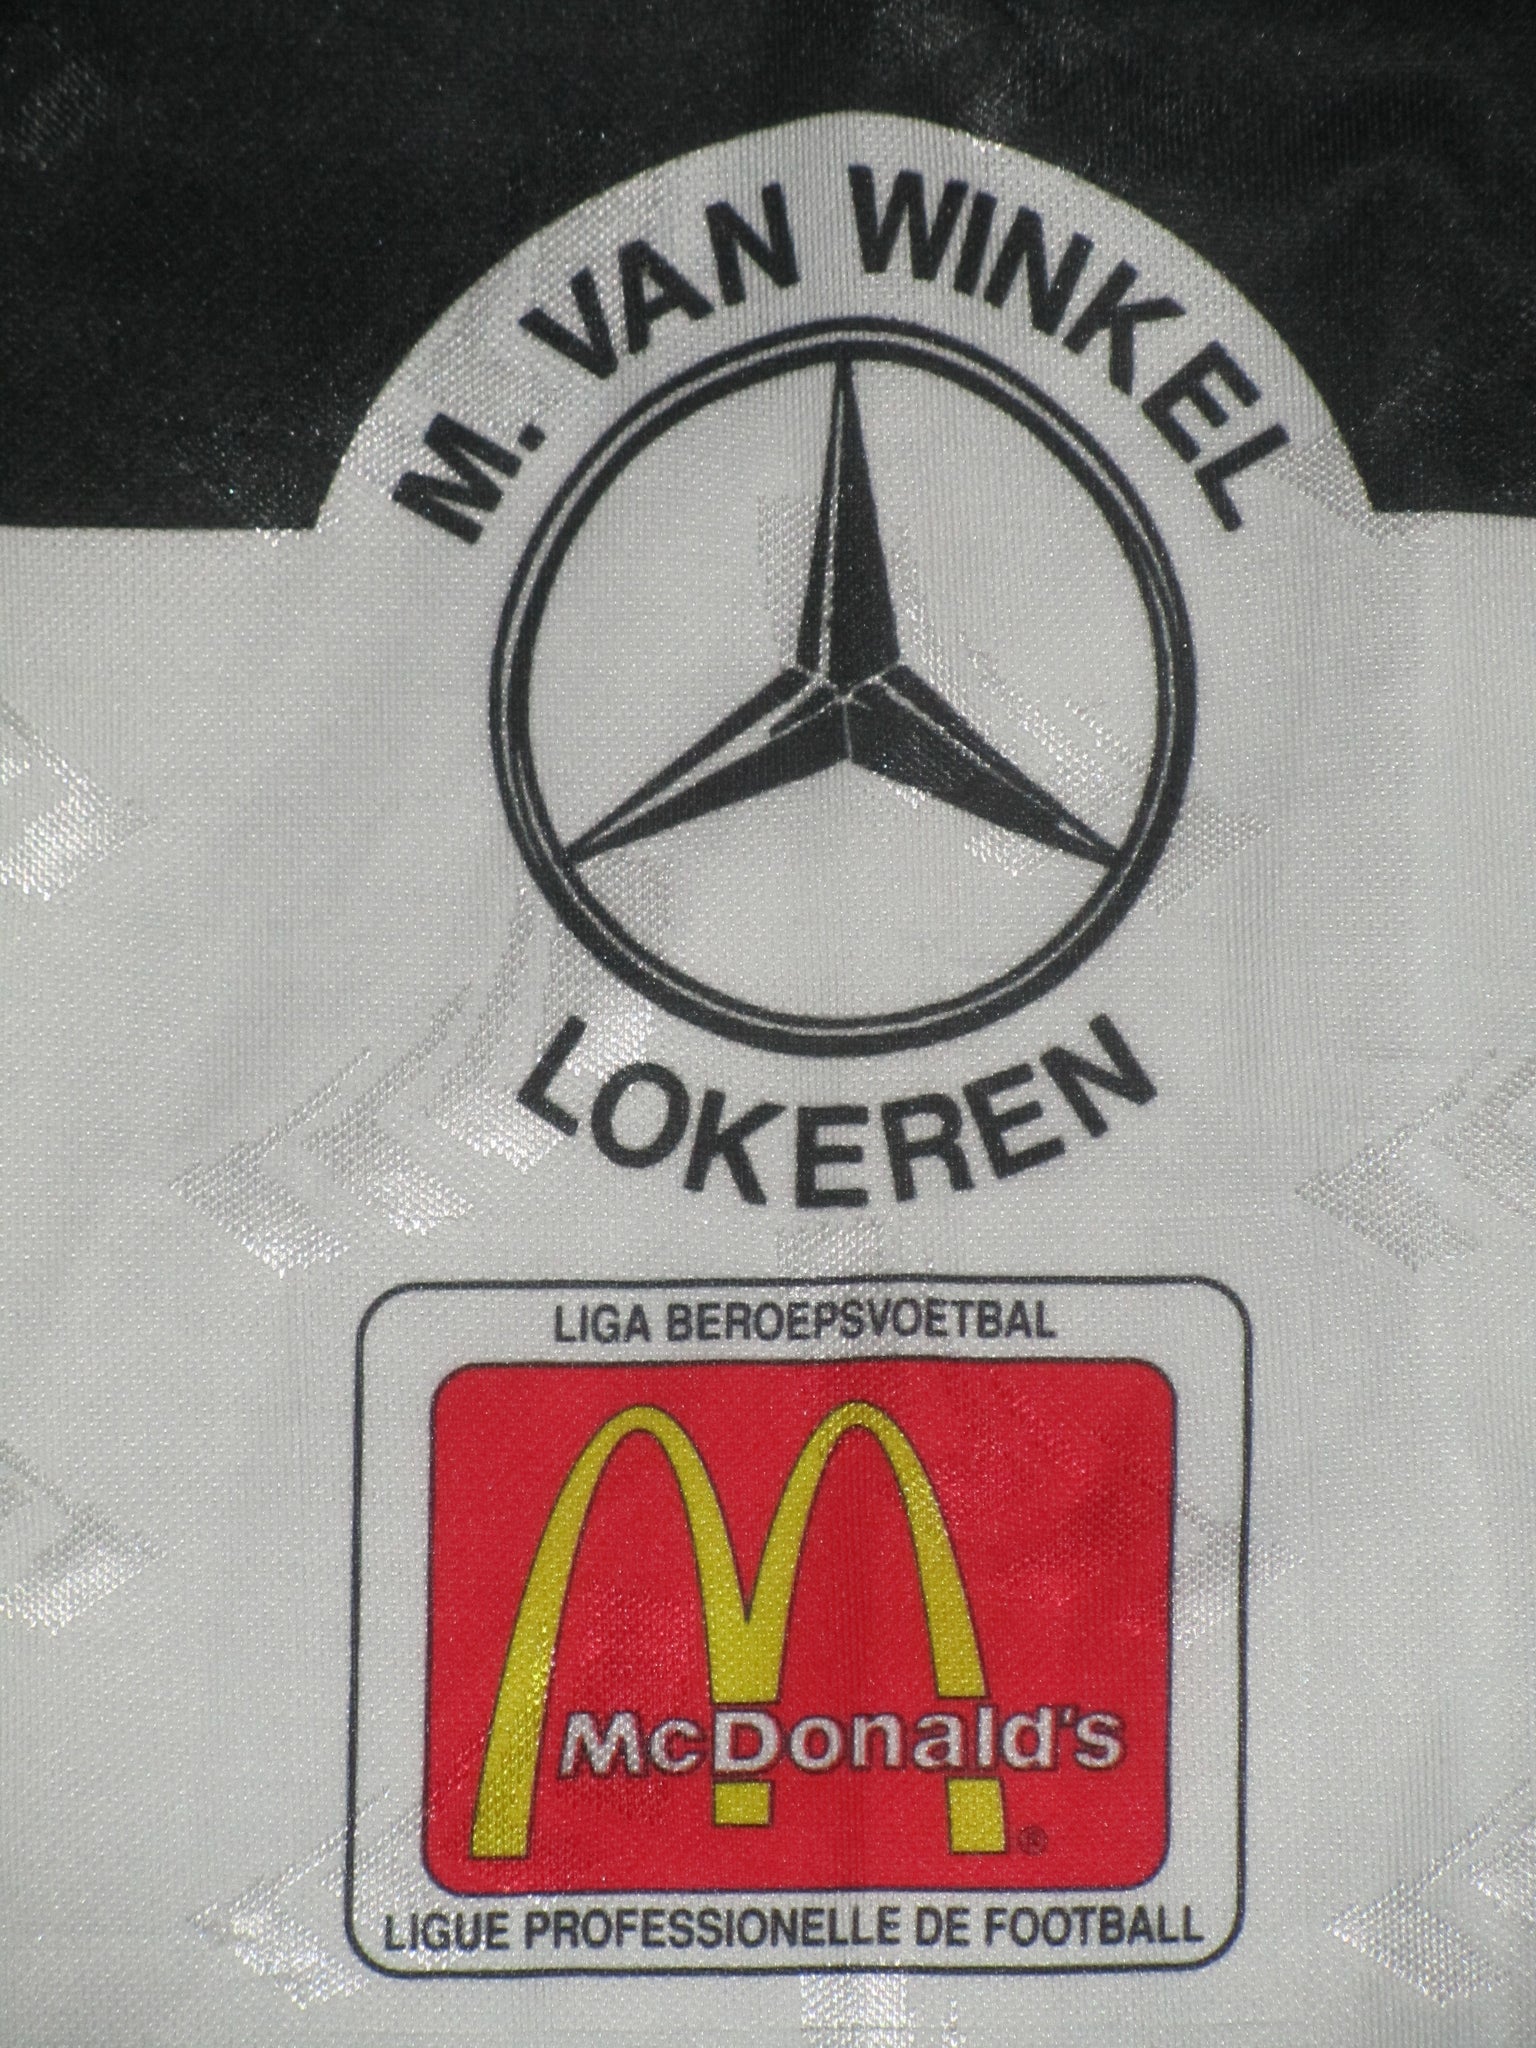 M. VAN WINKEL
LOKEREN
LIGA BEROEPSVOETBAL
McDonald's
®
LIGUE PROFESSIONELLE DE FOOTBALL